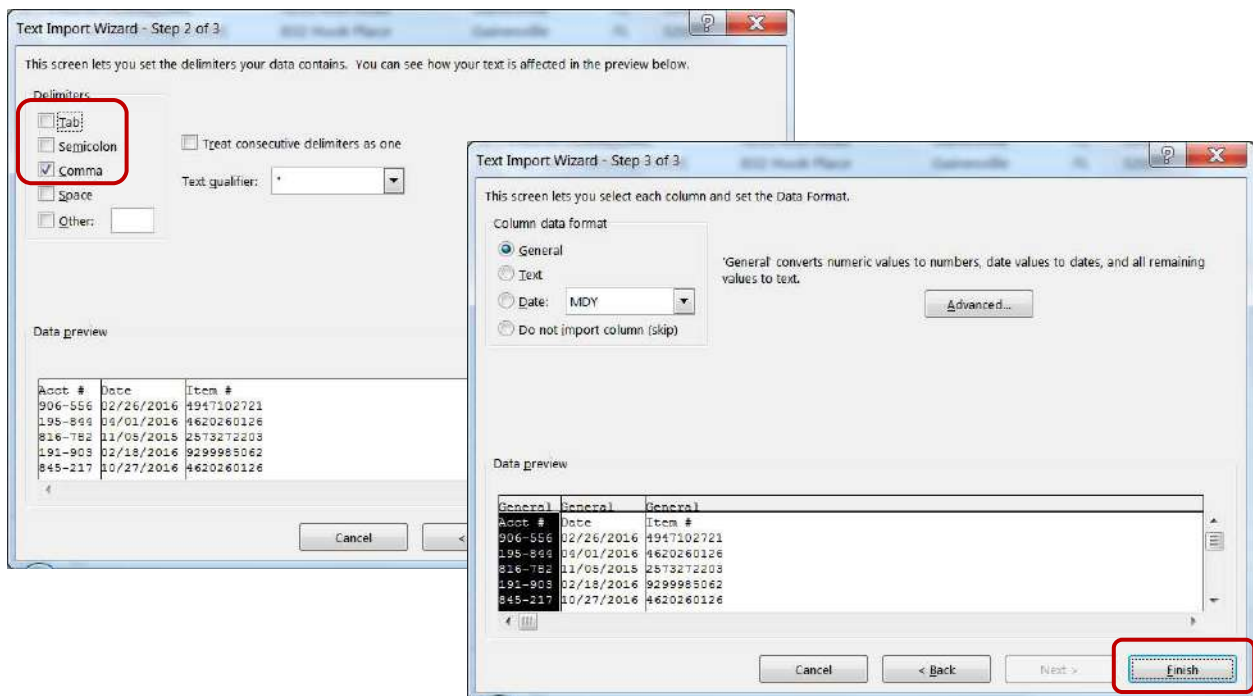 Text Import Wizard - Step 2 of 3
This screen lets you set the delimiters your data contains. You can see how your text is affected in the preview below.
Delimiters
Tab
Semicolon
Comma
Space
Other:
Treat consecutive delimiters as one
Text qualifier:
Data preview
Acct # Date Item #
906-556 02/26/2016 4947102721
195-844 04/01/2016 4620260126
816-782 11/05/2015 2573272203
191-903 02/18/2016 9299985062
845-217 10/27/2016 4620260126
Cancel <
Text Import Wizard - Step 3 of 3
This screen lets you select each column and set the Data Format.
Column data format
General
Text
Date: MDY
Do not import column (skip)
'General' converts numeric values to numbers, date values to dates, and all remaining
values to text.
Advanced...
Data preview
General General General
Acct # Date Item #
906-556 02/26/2016 4947102721
195-844 04/01/2016 4620260126
816-782 11/05/2015 2573272203
191-903 02/18/2016 9299985062
845-217 10/27/2016 4620260126
Cancel < Back Next > Finish